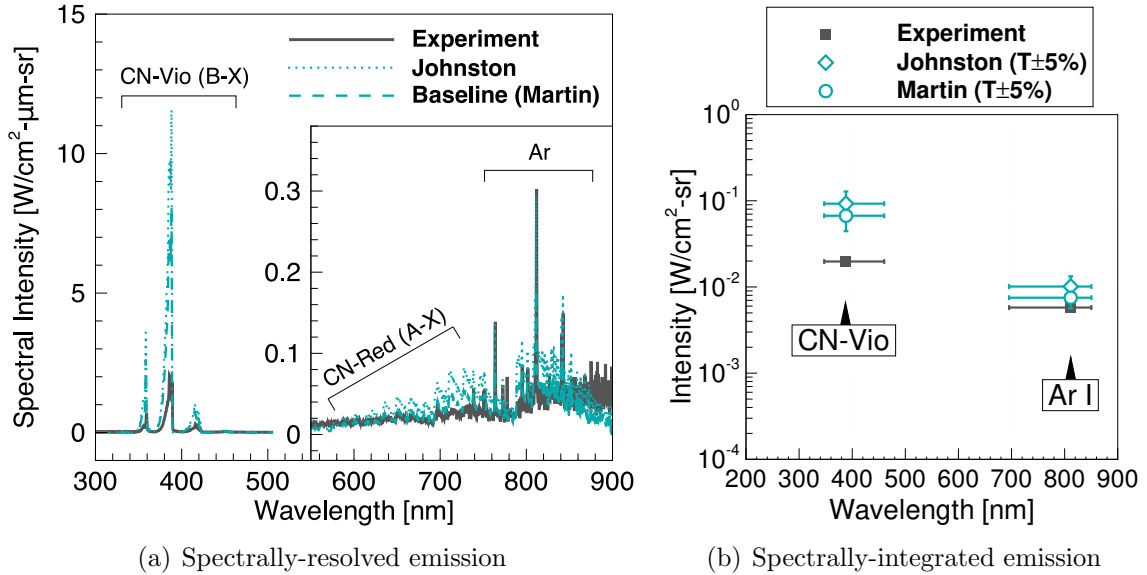 15
10
5
0
Spectral Intensity [W/cm²-µm-sr]
CN-Vio (B-X)
Experiment
Johnston
Baseline (Martin)
Ar
0.3
0.2
0.1
0
CN-Red (A-X)
300 400 500 600 700 800 900
Wavelength [nm]
(a) Spectrally-resolved emission
Experiment
Johnston (T±5%)
Martin (T±5%)
10⁰
10⁻¹
10⁻²
10⁻³
10⁻⁴
Intensity [W/cm²-sr]
CN-Vio
Ar I
200 300 400 500 600 700 800 900
Wavelength [nm]
(b) Spectrally-integrated emission